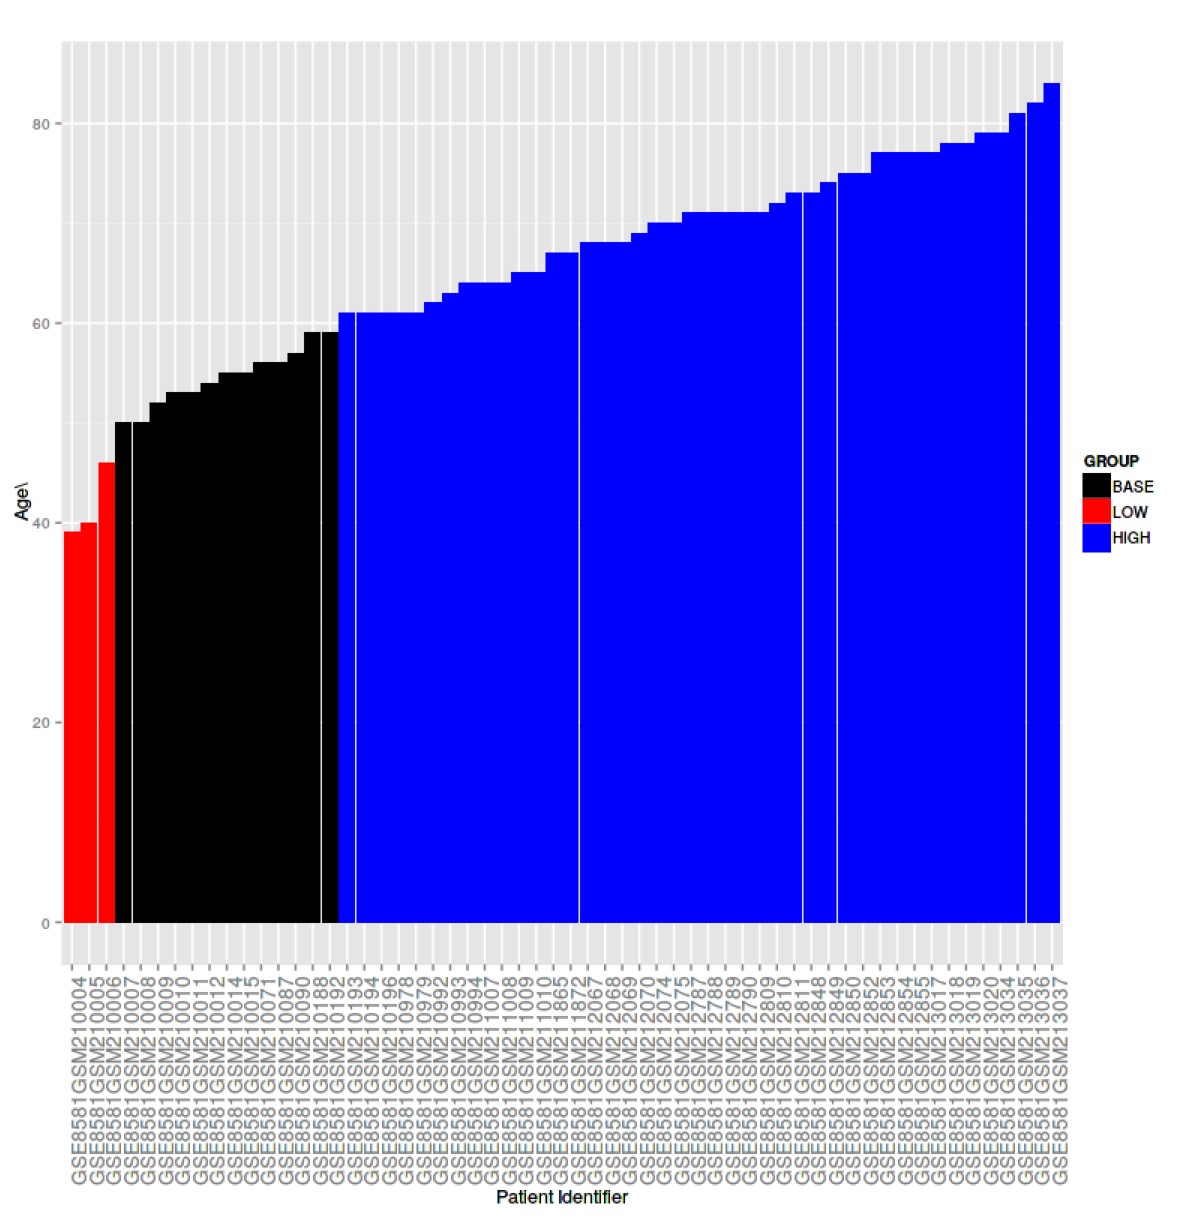 80
60
40
20
0
Age\
GROUP
BASE
LOW
HIGH
GSE8581GSM210004
GSE8581GSM210005
GSE8581GSM210006
GSE8581GSM210007
GSE8581GSM210008
GSE8581GSM210009
GSE8581GSM210010
GSE8581GSM210011
GSE8581GSM210012
GSE8581GSM210014
GSE8581GSM210015
GSE8581GSM210071
GSE8581GSM210087
GSE8581GSM210090
GSE8581GSM210188
GSE8581GSM210192
GSE8581GSM210193
GSE8581GSM210194
GSE8581GSM210196
GSE8581GSM210978
GSE8581GSM210979
GSE8581GSM210992
GSE8581GSM210993
GSE8581GSM210994
GSE8581GSM211007
GSE8581GSM211008
GSE8581GSM211009
GSE8581GSM211010
GSE8581GSM211865
GSE8581GSM211872
GSE8581GSM212067
GSE8581GSM212068
GSE8581GSM212069
GSE8581GSM212070
GSE8581GSM212074
GSE8581GSM212075
GSE8581GSM212787
GSE8581GSM212788
GSE8581GSM212789
GSE8581GSM212790
GSE8581GSM212809
GSE8581GSM212810
GSE8581GSM212811
GSE8581GSM212848
GSE8581GSM212849
GSE8581GSM212850
GSE8581GSM212852
GSE8581GSM212853
GSE8581GSM212854
GSE8581GSM212855
GSE8581GSM213017
GSE8581GSM213018
GSE8581GSM213019
GSE8581GSM213020
GSE8581GSM213034
GSE8581GSM213035
GSE8581GSM213036
GSE8581GSM213037
Patient Identifier